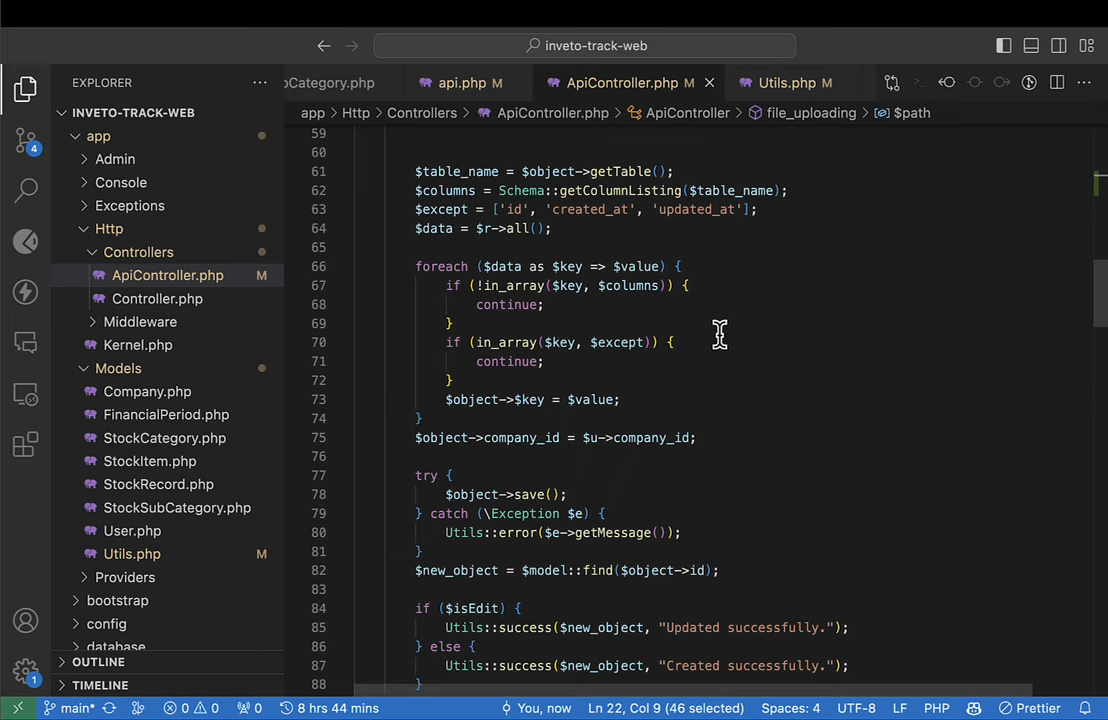 inveto-track-web
EXPLORER
INVETO-TRACK-WEB
app
Admin
Console
Exceptions
Http
Controllers
ApiController.php M
Controller.php
Middleware
Kernel.php
Models
Company.php
FinancialPeriod.php
StockCategory.php
StockItem.php
StockRecord.php
StockSubCategory.php
User.php
Utils.php M
Providers
bootstrap
config
database
OUTLINE
TIMELINE
4
1
pCategory.php api.php M ApiController.php M Utils.php M
app > Http > Controllers > ApiController.php > ApiController > file_uploading > $path
59
60
61 $table_name = $object->getTable();
62 $columns = Schema::getColumnListing($table_name);
63 $except = ['id', 'created_at', 'updated_at'];
64 $data = $r->all();
65
66 foreach ($data as $key => $value) {
67 if (!in_array($key, $columns)) {
68 continue;
69 }
70 if (in_array($key, $except)) {
71 continue;
72 }
73 $object->$key = $value;
74 }
75 $object->company_id = $u->company_id;
76
77 try {
78 $object->save();
79 } catch (\Exception $e) {
80 Utils::error($e->getMessage());
81 }
82 $new_object = $model::find($object->id);
83
84 if ($isEdit) {
85 Utils::success($new_object, "Updated successfully.");
86 } else {
87 Utils::success($new_object, "Created successfully.");
88 }
main* 0 0 0 8 hrs 44 mins You, now Ln 22, Col 9 (46 selected) Spaces: 4 UTF-8 LF PHP Prettier